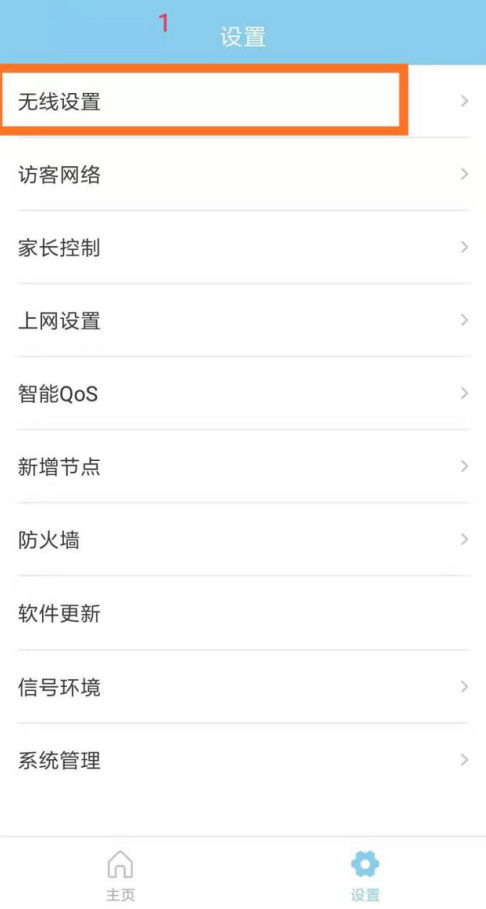 1
设置
无线设置
访客网络
家长控制
上网设置
智能QoS
新增节点
防火墙
软件更新
信号环境
系统管理
主页
设置